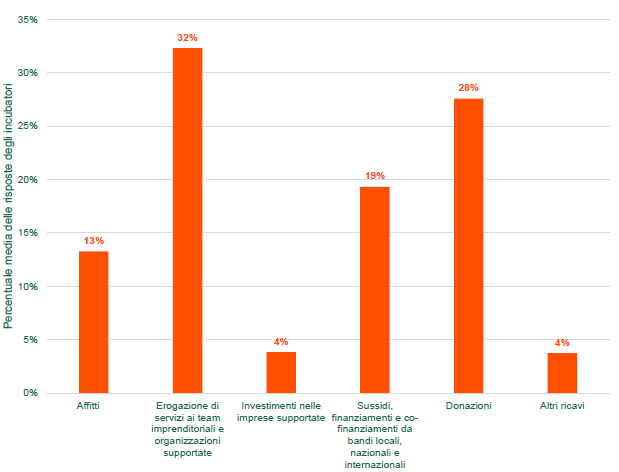 Percentuale media delle risposte degli incubatori
35%
30%
25%
20%
15%
10%
5%
0%
13%
32%
4%
19%
28%
4%
Affitti
Erogazione di
servizi ai team
imprenditoriali e
organizzazioni
supportate
Investimenti nelle
imprese supportate
Sussidi,
finanziamenti e co-
finanziamenti da
bandi locali,
nazionali e
internazionali
Donazioni
Altri ricavi